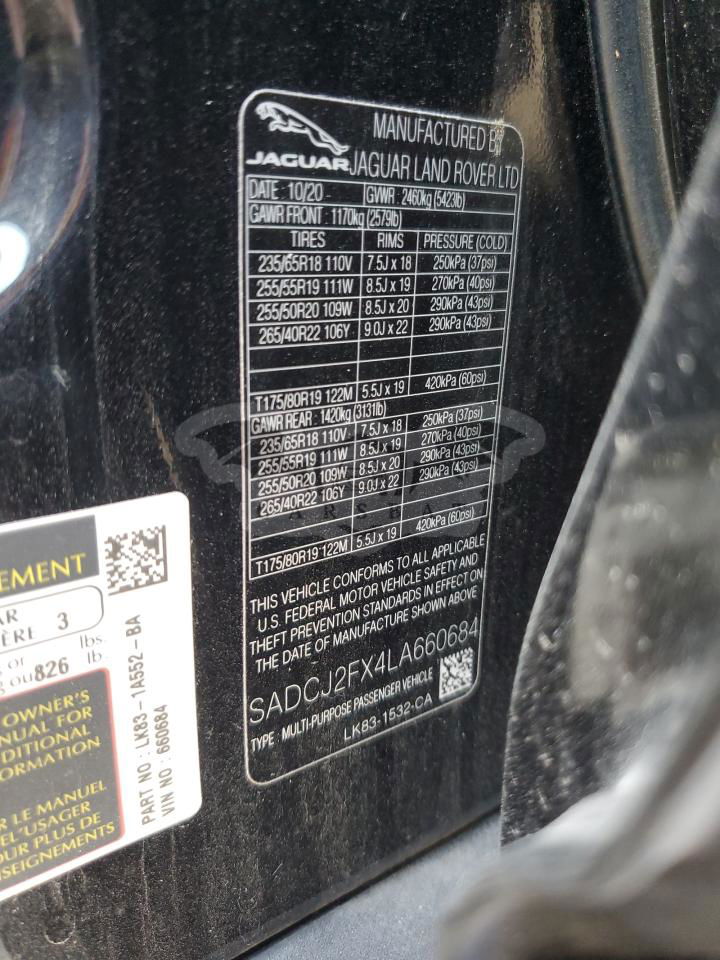 MANUFACTURED BY
JAGUAR JAGUAR LAND ROVER LTD
DATE : 10/20 GVWR : 2460kg (5423lb)
GAWR FRONT : 1170kg (2579lb)
TIRES RIMS PRESSURE (COLD)
235/65R18 110V 7.5J x 18 250kPa (37psi)
255/55R19 111W 8.5J x 19 270kPa (40psi)
255/50R20 109W 8.5J x 20 290kPa (43psi)
265/40R22 106Y 9.0J x 22 290kPa (43psi)
T175/80R19 122M 5.5J x 19 420kPa (60psi)
GAWR REAR : 1420kg (3131lb)
235/65R18 110V 7.5J x 18 250kPa (37psi)
255/55R19 111W 8.5J x 19 270kPa (40psi)
255/50R20 109W 8.5J x 20 290kPa (43psi)
265/40R22 106Y 9.0J x 22 290kPa (43psi)
T175/80R19 122M 5.5J x 19 420kPa (60psi)
THIS VEHICLE CONFORMS TO ALL APPLICABLE
U.S. FEDERAL MOTOR VEHICLE SAFETY AND
THEFT PREVENTION STANDARDS IN EFFECT ON
THE DATE OF MANUFACTURE SHOWN ABOVE
SADCJ2FX4LA660684
TYPE : MULTI-PURPOSE PASSENGER VEHICLE
LK83-1532-CA
EMENT
AR
ÈRE 3
or lbs.
ou 826 lb.
OWNER'S
NUAL FOR
DDITIONAL
FORMATION
R LE MANUEL
EL'USAGER
OUR PLUS DE
NSEIGNEMENTS
PART NO : LK83-1A552-BA
VIN NO : 660684